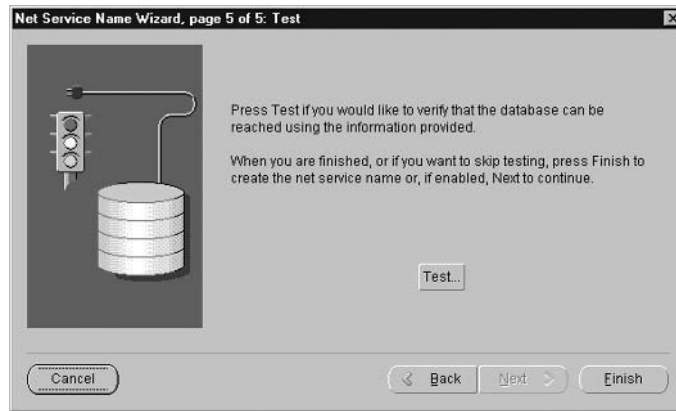 Net Service Name Wizard, page 5 of 5: Test
Press Test if you would like to verify that the database can be
reached using the information provided.
When you are finished, or if you want to skip testing, press Finish to
create the net service name or, if enabled, Next to continue.
Test...
Cancel
Back
Next
Finish